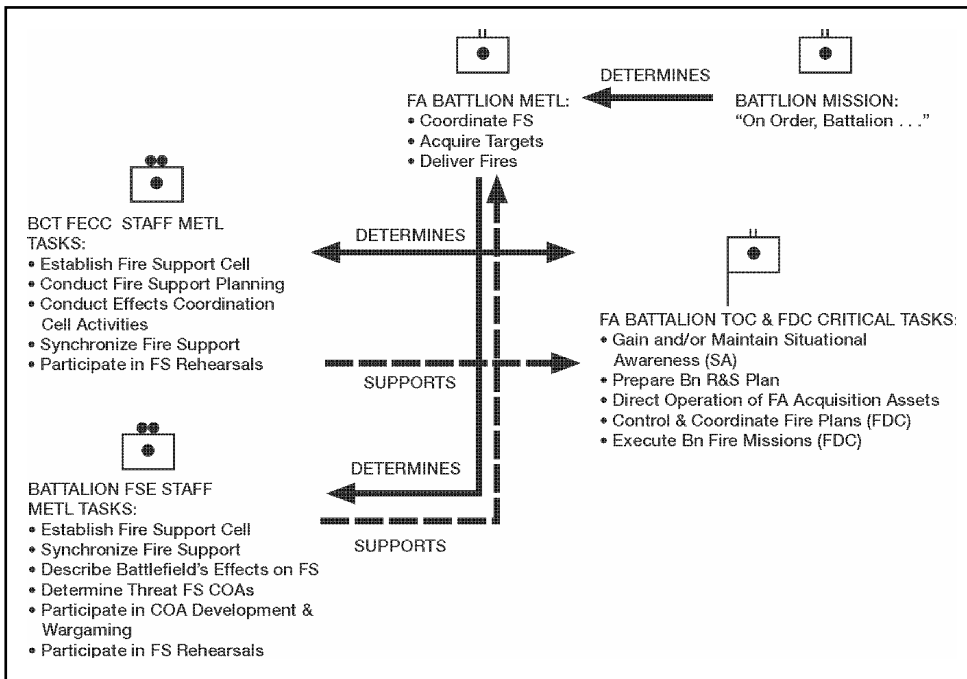 DETERMINES
FA BATTLION METL:
• Coordinate FS
• Acquire Targets
• Deliver Fires
BATTLION MISSION:
“On Order, Battalion . . .”
BCT FECC STAFF METL
TASKS:
• Establish Fire Support Cell
• Conduct Fire Support Planning
• Conduct Effects Coordination
Cell Activities
• Synchronize Fire Support
• Participate in FS Rehearsals
DETERMINES
SUPPORTS
FA BATTALION TOC & FDC CRITICAL TASKS:
• Gain and/or Maintain Situational
Awareness (SA)
• Prepare Bn R&S Plan
• Direct Operation of FA Acquisition Assets
• Control & Coordinate Fire Plans (FDC)
• Execute Bn Fire Missions (FDC)
BATTALION FSE STAFF
METL TASKS:
• Establish Fire Support Cell
• Synchronize Fire Support
• Describe Battlefield’s Effects on FS
• Determine Threat FS COAs
• Participate in COA Development &
Wargaming
• Participate in FS Rehearsals
DETERMINES
SUPPORTS